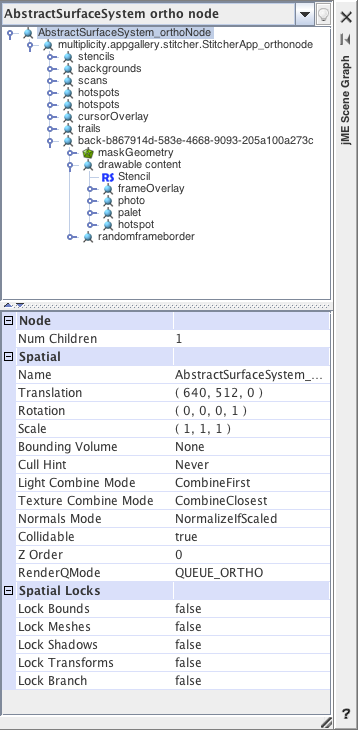 AbstractSurfaceSystem ortho node
AbstractSurfaceSystem_orthoNode
multiplicity.appgallery.stitcher.StitcherApp_orthonode
stencils
backgrounds
scans
hotspots
hotspots
cursorOverlay
trails
back-b867914d-583e-4668-9093-205a100a273c
maskGeometry
drawable content
RS Stencil
frameOverlay
photo
palet
hotspot
randomframeborder
jME Scene Graph
Node
Num Children 1
Spatial
Name AbstractSurfaceSystem_...
Translation ( 640, 512, 0 )
Rotation ( 0, 0, 0, 1 )
Scale ( 1, 1, 1 )
Bounding Volume None
Cull Hint Never
Light Combine Mode CombineFirst
Texture Combine Mode CombineClosest
Normals Mode NormalizeIfScaled
Collidable true
Z Order 0
RenderQMode QUEUE_ORTHO
Spatial Locks
Lock Bounds false
Lock Meshes false
Lock Shadows false
Lock Transforms false
Lock Branch false
?